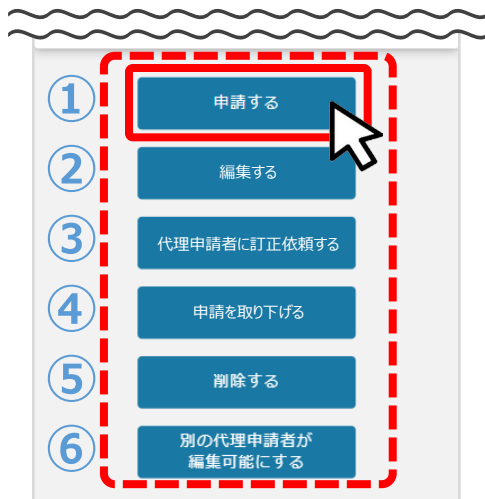 ① 申請する
② 編集する
③ 代理申請者に訂正依頼する
④ 申請を取り下げる
⑤ 削除する
⑥ 別の代理申請者が
編集可能にする